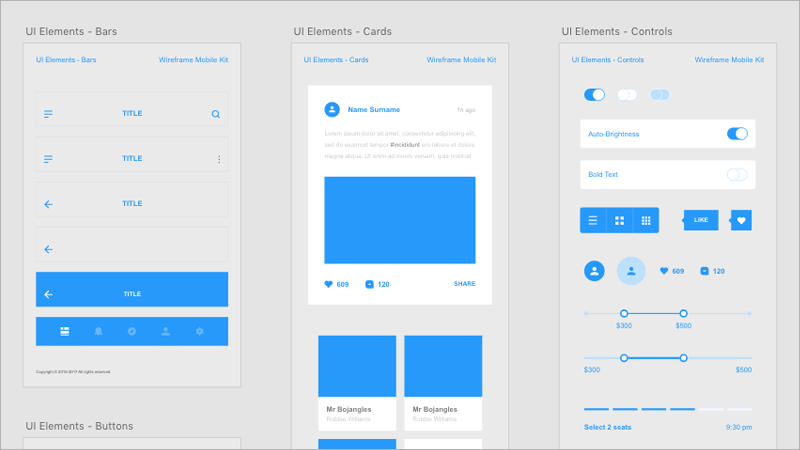 UI Elements - Bars
UI Elements - Bars Wireframe Mobile Kit
TITLE
TITLE
TITLE
TITLE
Copyright © 2016-2017 All rights reserved.
UI Elements - Buttons
UI Elements - Cards
UI Elements - Cards Wireframe Mobile Kit
Name Surname 1h ago
Lorem ipsum dolor sit amet, consectetur adipiscing elit,
sed do eiusmod tempor #incididunt ero labore et dolore
magna aliqua. Ut enim ad minim veniam, quis nostrud
609 120 SHARE
Mr Bojangles Mr Bojangles
Robbie Williams Robbie Williams
UI Elements - Controls
UI Elements - Controls Wireframe Mobile Kit
Auto-Brightness
Bold Text
LIKE
609 120
$300 $500
$300 $500
Select 2 seats 9:30 pm